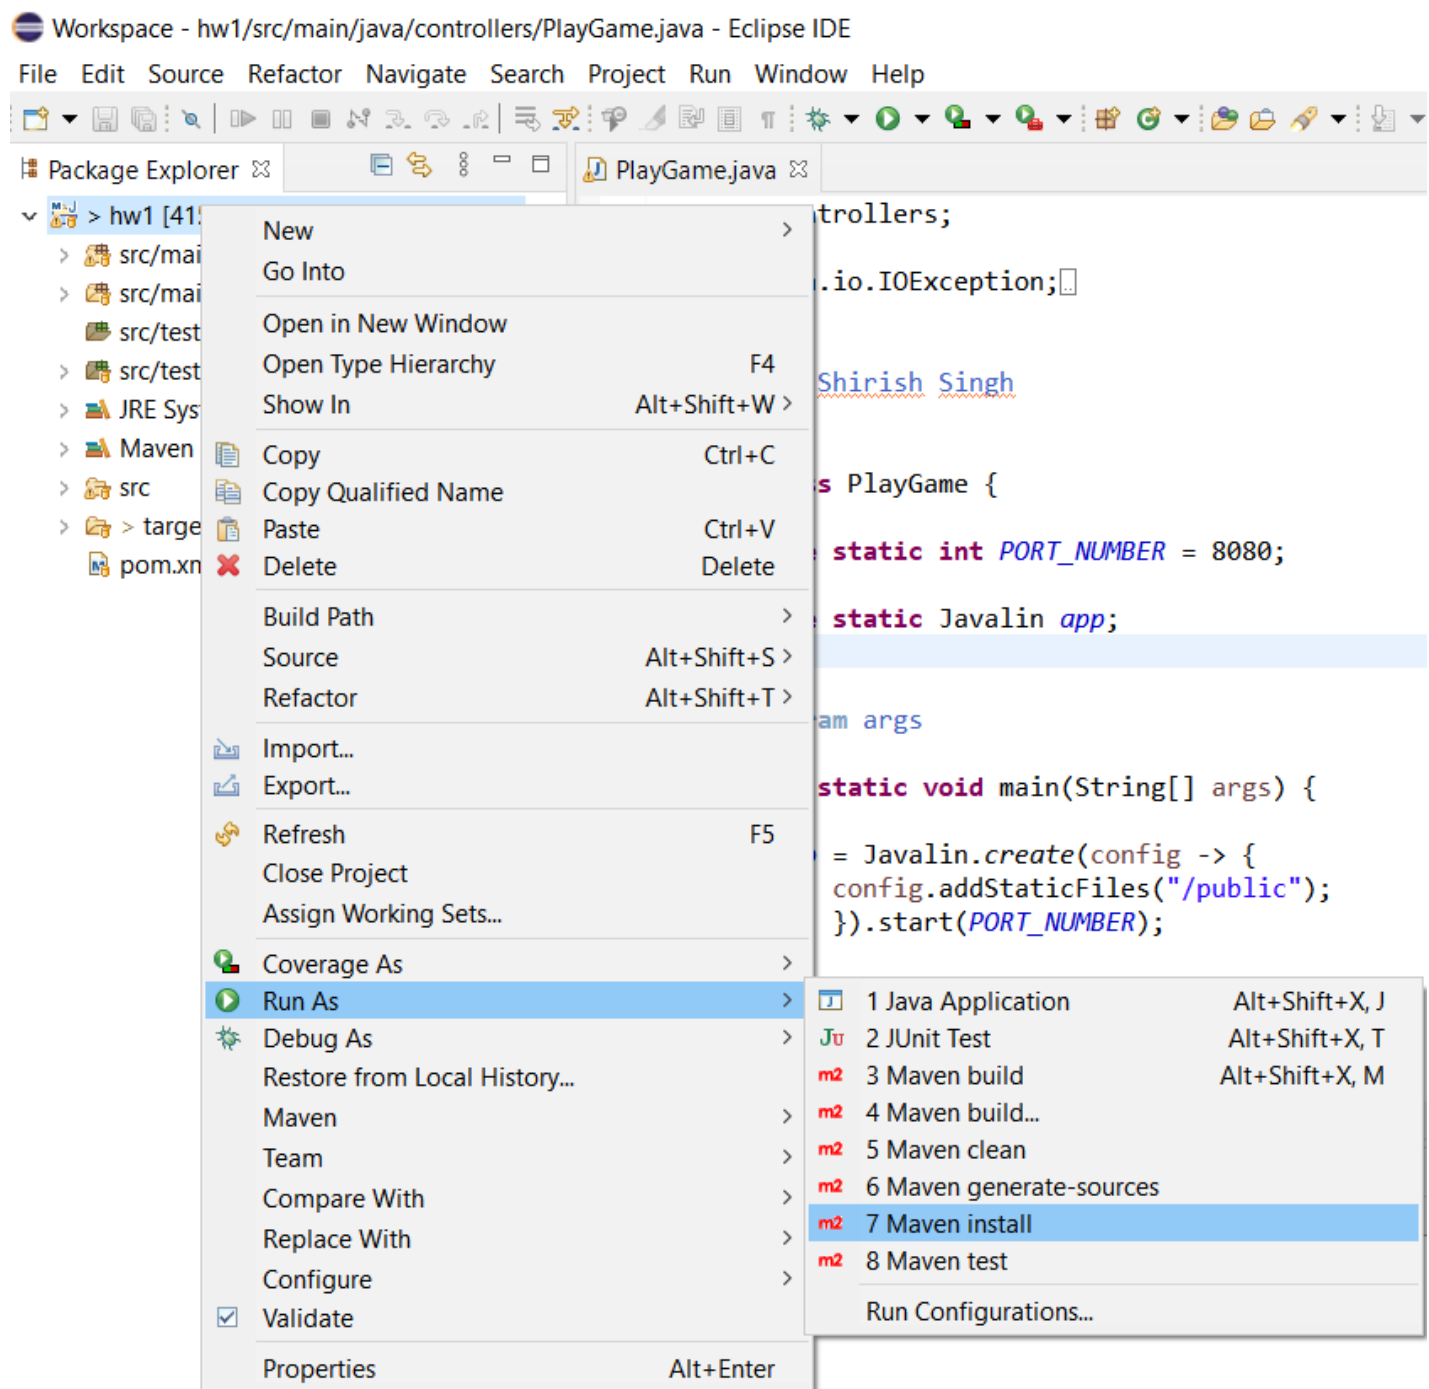 Workspace - hw1/src/main/java/controllers/PlayGame.java - Eclipse IDE
File Edit Source Refactor Navigate Search Project Run Window Help
Package Explorer
PlayGame.java
> hw1 [41
src/mai
src/mai
src/test
src/test
JRE Sys
Maven
src
> targe
pom.xm
New
Go Into
Open in New Window
Open Type Hierarchy F4
Show In Alt+Shift+W >
Copy Ctrl+C
Copy Qualified Name
Paste Ctrl+V
Delete Delete
Build Path
Source Alt+Shift+S >
Refactor Alt+Shift+T >
Import...
Export...
Refresh F5
Close Project
Assign Working Sets...
Coverage As
Run As
Debug As
Restore from Local History...
Maven
Team
Compare With
Replace With
Configure
Validate
Properties Alt+Enter
trollers;
.io.IOException;
Shirish Singh
s PlayGame {
static int PORT_NUMBER = 8080;
static Javalin app;
am args
static void main(String[] args) {
= Javalin.create(config -> {
config.addStaticFiles("/public");
}).start(PORT_NUMBER);
1 Java Application Alt+Shift+X, J
2 JUnit Test Alt+Shift+X, T
3 Maven build Alt+Shift+X, M
4 Maven build...
5 Maven clean
6 Maven generate-sources
7 Maven install
8 Maven test
Run Configurations...